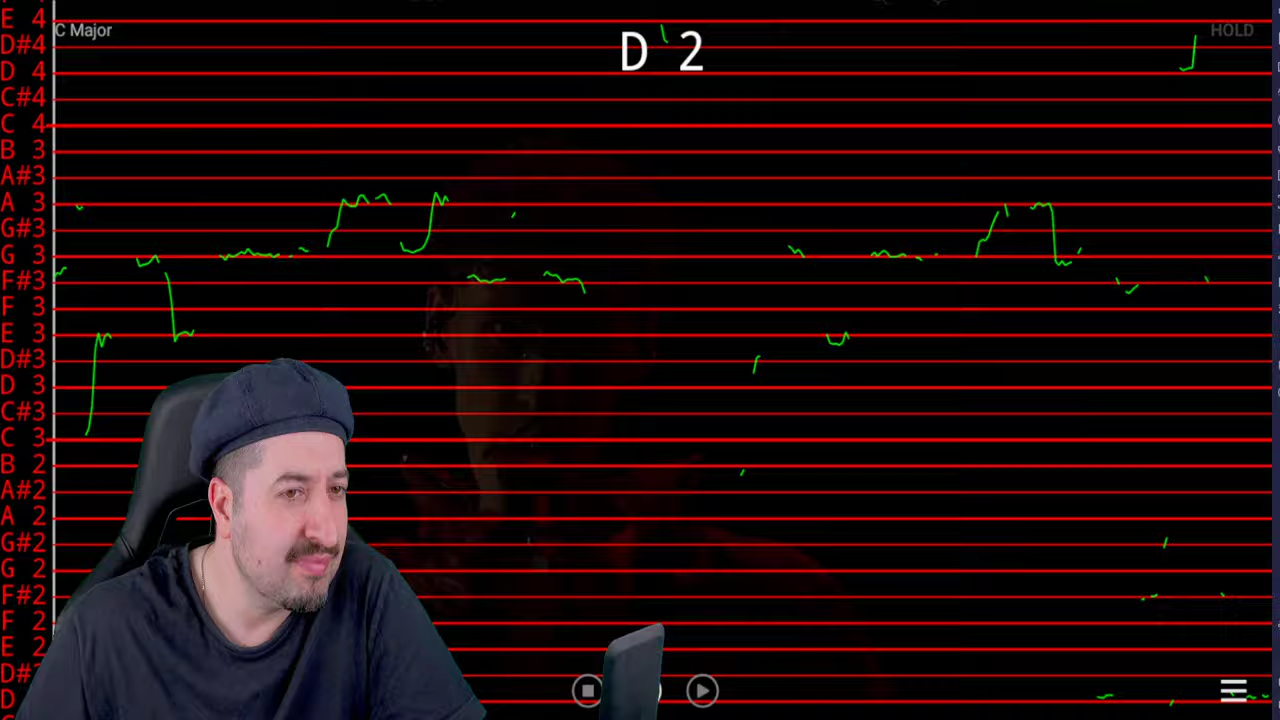 E 4
C Major
D 2
HOLD
D#4
D 4
C#4
C 4
B 3
A#3
A 3
G#3
G 3
F#3
F 3
E 3
D#3
D 3
C#3
C 3
B 2
A#2
A 2
G#2
G 2
F#2
F 2
E 2
D#
D